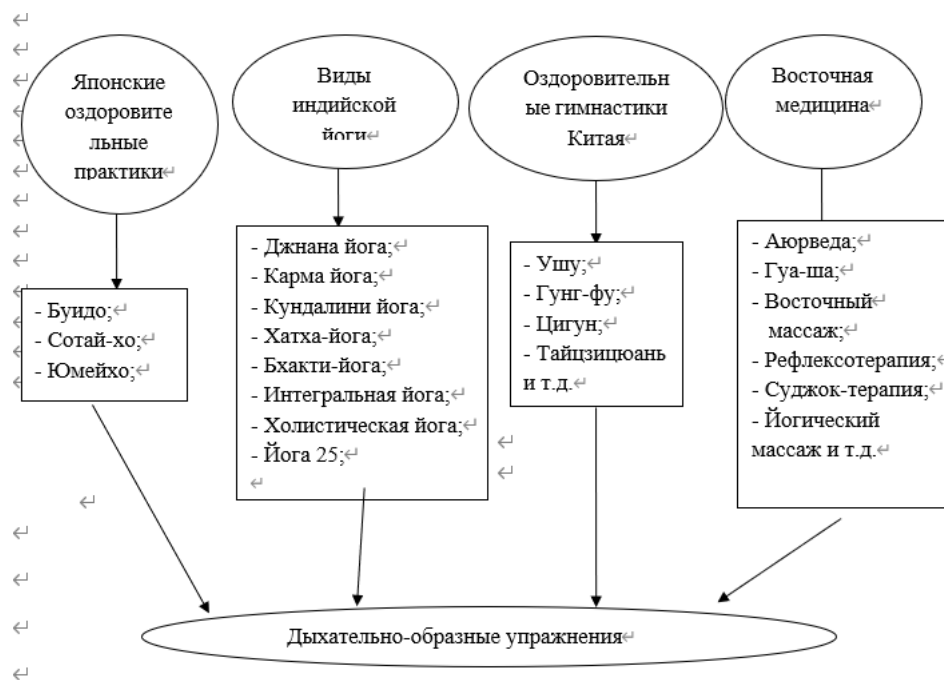 Японские
оздоровите
льные
практики
Виды
индийской
йоги
Оздоровительн
ые гимнастики
Китая
Восточная
медицина
- Буидо;
- Сотай-хо;
- Юмейхо;
- Джнана йога;
- Карма йога;
- Кундалини йога;
- Хатха-йога;
- Бхакти-йога;
- Интегральная йога;
- Холистическая йога;
- Йога 25;
- Ушу;
- Гунг-фу;
- Цигун;
- Тайцзицюань
и т.д.
- Аюрведа;
- Гуа-ша;
- Восточный
массаж;
- Рефлексотерапия;
- Суджок-терапия;
- Йогический
массаж и т.д.
Дыхательно-образные упражнения